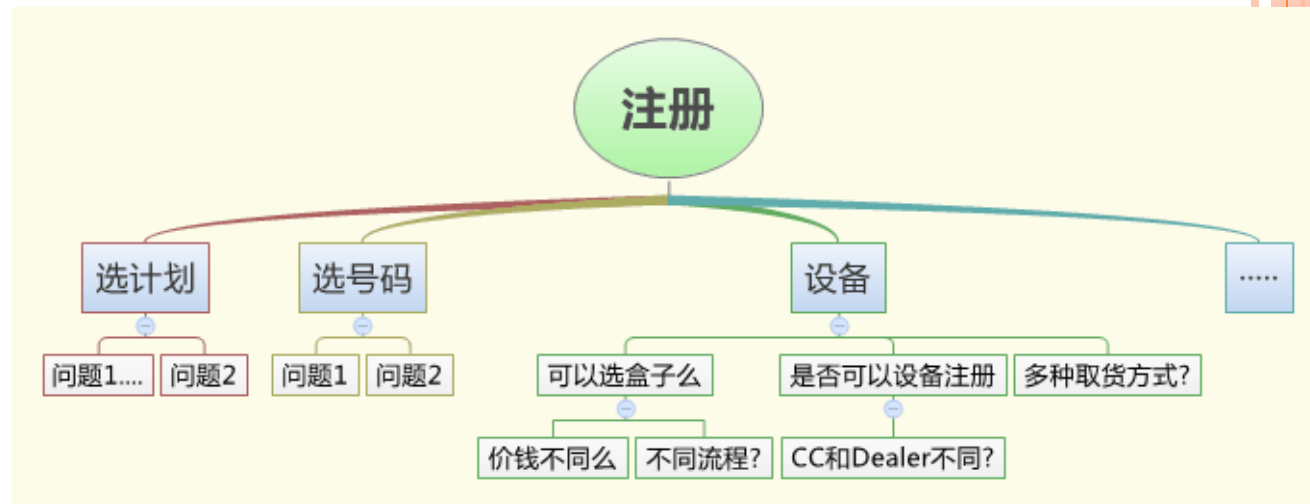 注册
选计划
选号码
设备
.....
问题1....
问题2
问题1
问题2
可以选盒子么
是否可以设备注册
多种取货方式?
价钱不同么
不同流程?
CC和Dealer不同?